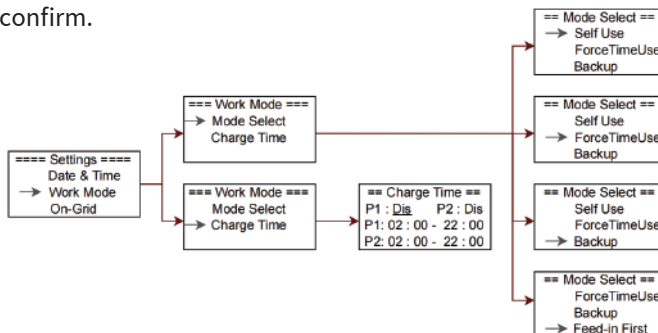 confirm.
==== Settings ====
Date & Time
Work Mode
On-Grid
=== Work Mode ===
Mode Select
Charge Time
=== Work Mode ===
Mode Select
Charge Time
== Charge Time ==
P1 : Dis P2 : Dis
P1: 02 : 00 - 22 : 00
P2: 02 : 00 - 22 : 00
== Mode Select ==
Self Use
ForceTimeUse
Backup
== Mode Select ==
Self Use
ForceTimeUse
Backup
== Mode Select ==
Self Use
ForceTimeUse
Backup
== Mode Select ==
ForceTimeUse
Backup
Feed-in First